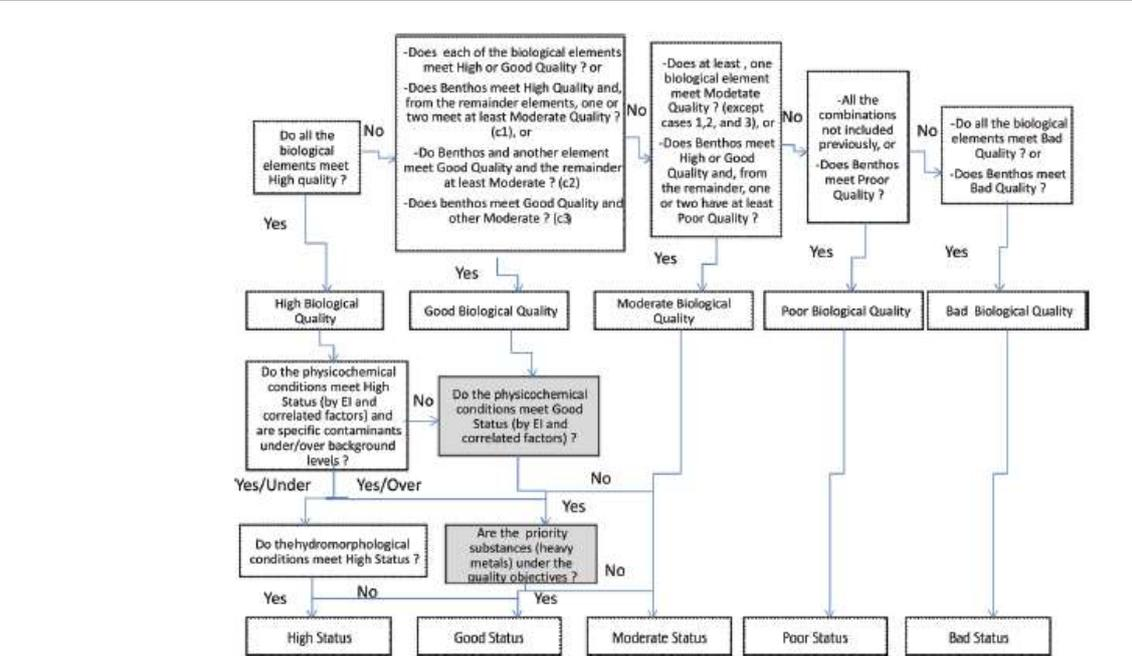 Do all the
biological
elements meet
High quality ?
No
Yes
-Does each of the biological elements
meet High or Good Quality ? or
-Does Benthos meet High Quality and,
from the remainder elements, one or
two meet at least Moderate Quality ?
(c1), or
-Do Benthos and another element
meet Good Quality and the remainder
at least Moderate ? (c2)
-Does benthos meet Good Quality and
other Moderate ? (c3)
No
Yes
-Does at least , one
biological element
meet Modetate
Quality ? (except
cases 1,2, and 3), or
-Does Benthos meet
High or Good
Quality and, from
the remainder, one
or two have at least
Poor Quality ?
No
Yes
-All the
combinations
not included
previously, or
-Does Benthos
meet Proor
Quality ?
No
Yes
-Do all the biological
elements meet Bad
Quality ? or
-Does Benthos meet
Bad Quality ?
Yes
High Biological
Quality
Good Biological Quality
Moderate Biological
Quality
Poor Biological Quality
Bad Biological Quality
Do the physicochemical
conditions meet High
Status (by EI and
correlated factors) and
are specific contaminants
under/over background
levels ?
No
Do the physicochemical
conditions meet Good
Status (by EI and
correlated factors) ?
Yes/Under
Yes/Over
No
Yes
Do thehydromorphological
conditions meet High Status ?
Are the priority
substances (heavy
metals) under the
quality objectives ?
No
Yes
No
Yes
High Status
Good Status
Moderate Status
Poor Status
Bad Status